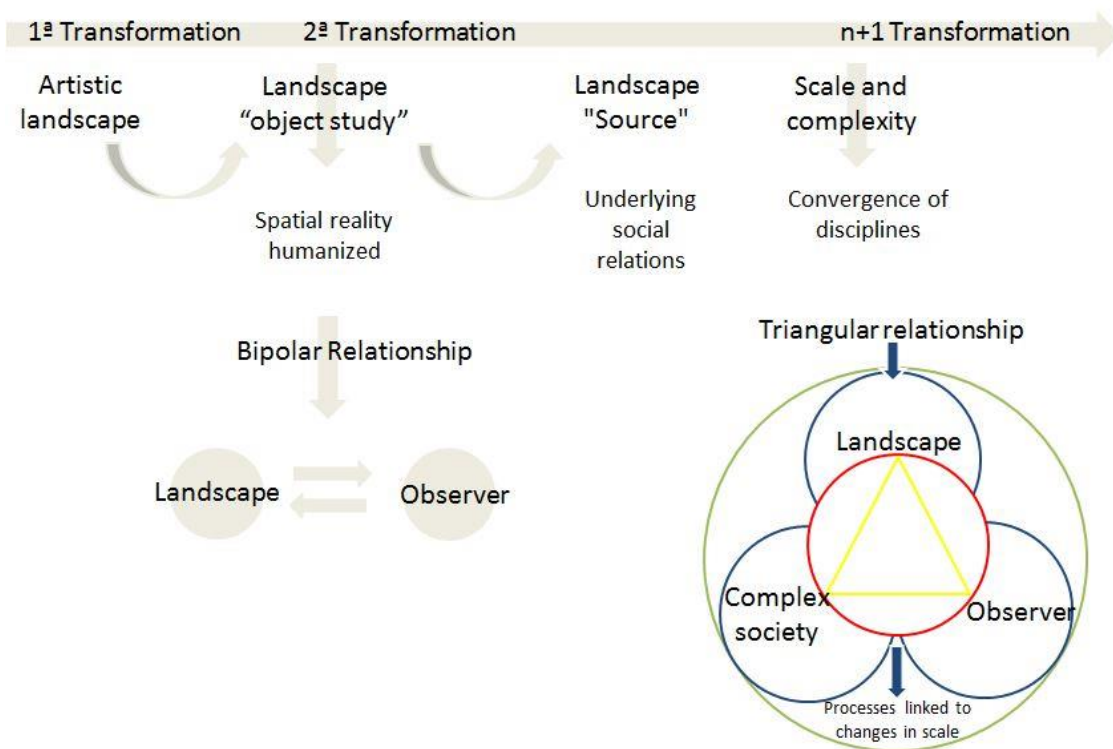 1ª Transformation
2ª Transformation
n+1 Transformation
Artistic
landscape
Landscape
“object study”
Landscape
"Source"
Scale and
complexity
Spatial reality
humanized
Underlying
social
relations
Convergence of
disciplines
Bipolar Relationship
Landscape
Observer
Triangular relationship
Landscape
Complex
society
Observer
Processes linked to
changes in scale